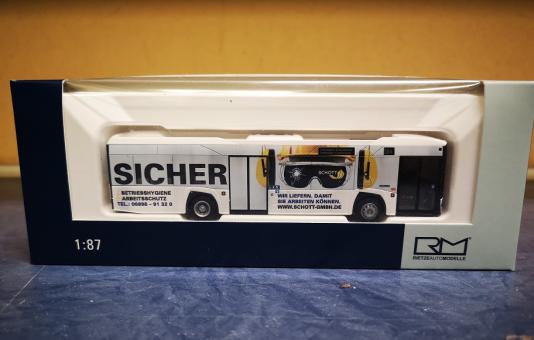 SICHER
BETRIEBSHYGIENE
ARBEITSSCHUTZ
TEL.: 06898 - 91 32 0
SCHOTT
WIR LIEFERN, DAMIT
SIE ARBEITEN KÖNNEN.
WWW.SCHOTT-GMBH.DE
1:87
RM
RIETZE AUTOMODELLE